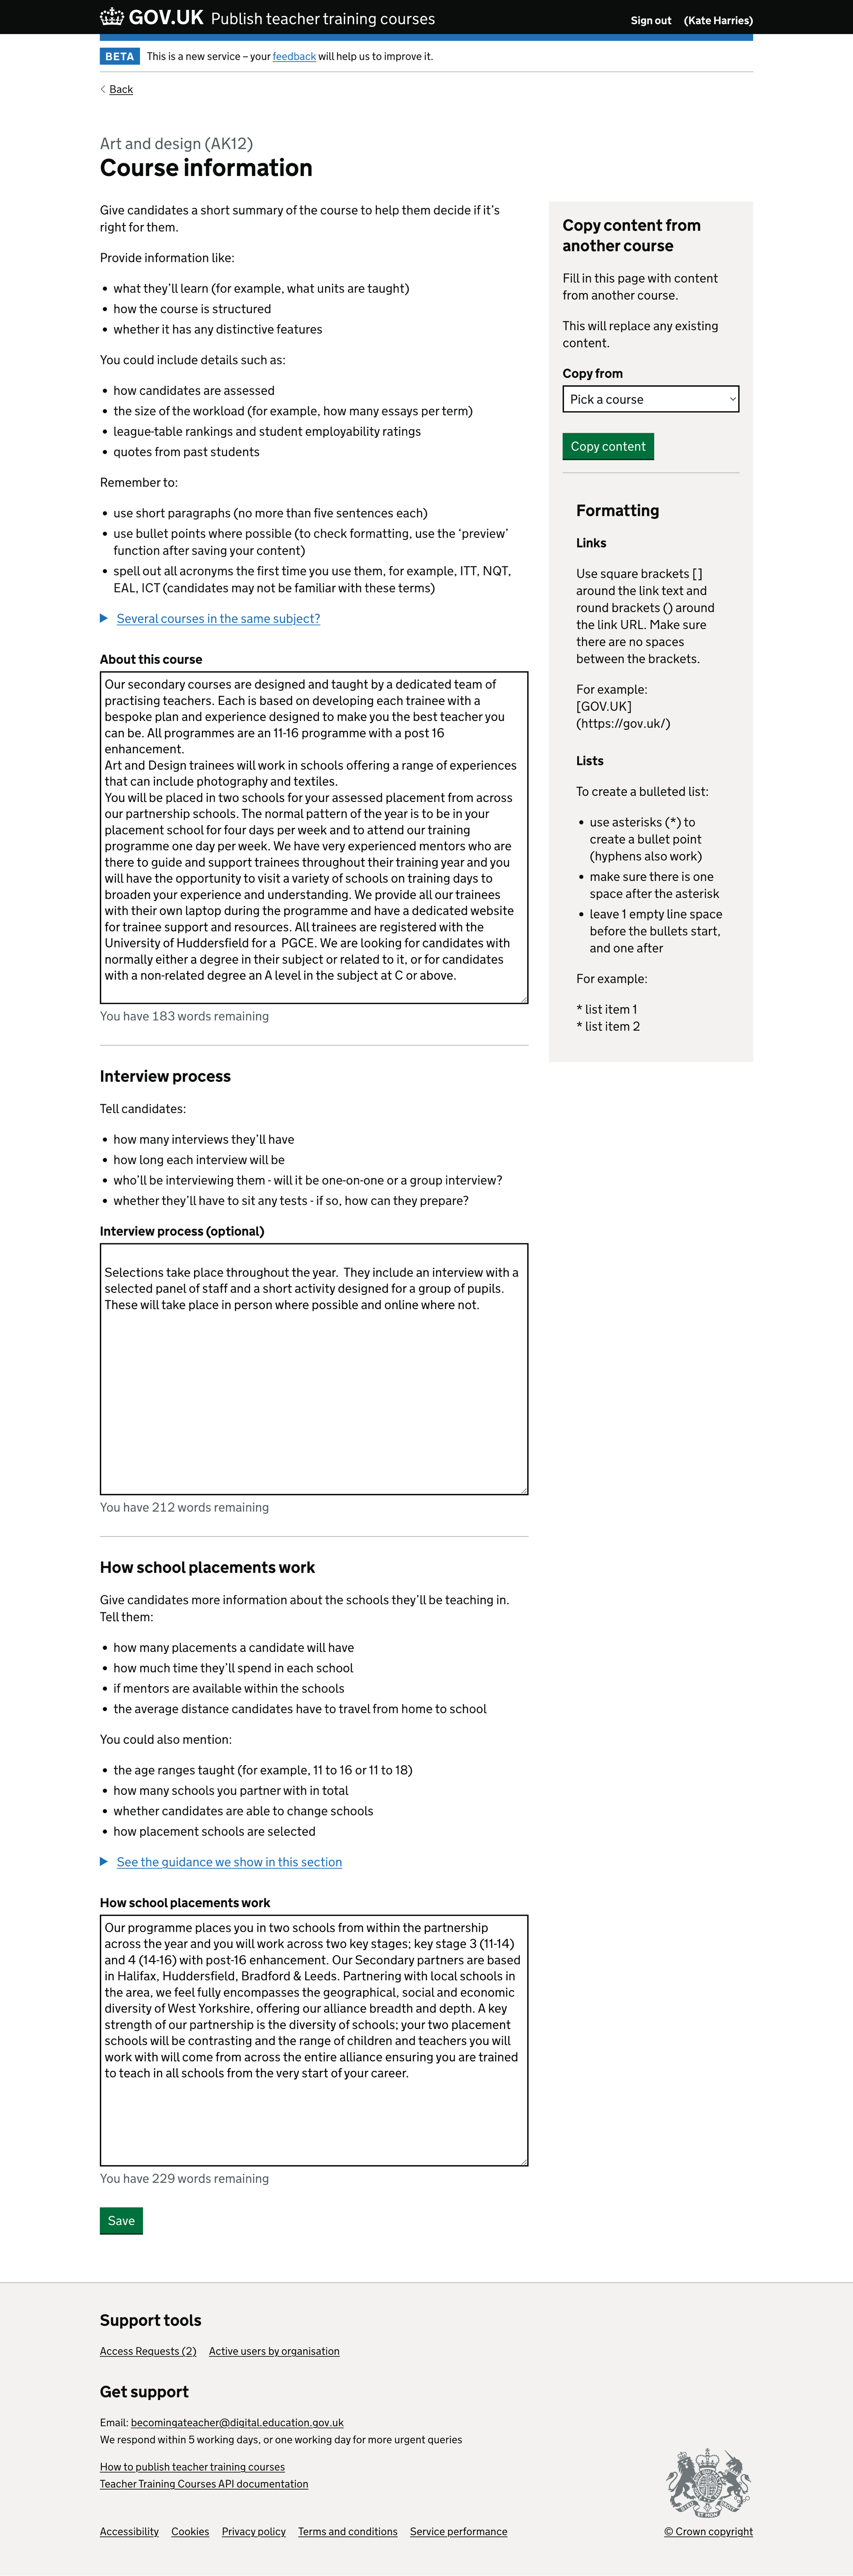 GOV.UK Publish teacher training courses
Sign out (Kate Harries)
BETA This is a new service – your feedback will help us to improve it.
Back
Art and design (AK12)
Course information
Give candidates a short summary of the course to help them decide if it’s
right for them.
Provide information like:
• what they’ll learn (for example, what units are taught)
• how the course is structured
• whether it has any distinctive features
You could include details such as:
• how candidates are assessed
• the size of the workload (for example, how many essays per term)
• league-table rankings and student employability ratings
• quotes from past students
Remember to:
• use short paragraphs (no more than five sentences each)
• use bullet points where possible (to check formatting, use the ‘preview’
function after saving your content)
• spell out all acronyms the first time you use them, for example, ITT, NQT,
EAL, ICT (candidates may not be familiar with these terms)
Several courses in the same subject?
About this course
Our secondary courses are designed and taught by a dedicated team of
practising teachers. Each is based on developing each trainee with a
bespoke plan and experience designed to make you the best teacher you
can be. All programmes are an 11-16 programme with a post 16
enhancement.
Art and Design trainees will work in schools offering a range of experiences
that can include photography and textiles.
You will be placed in two schools for your assessed placement from across
our partnership schools. The normal pattern of the year is to be in your
placement school for four days per week and to attend our training
programme one day per week. We have very experienced mentors who are
there to guide and support trainees throughout their training year and you
will have the opportunity to visit a variety of schools on training days to
broaden your experience and understanding. We provide all our trainees
with their own laptop during the programme and have a dedicated website
for trainee support and resources. All trainees are registered with the
University of Huddersfield for a  PGCE. We are looking for candidates with
normally either a degree in their subject or related to it, or for candidates
with a non-related degree an A level in the subject at C or above.
You have 183 words remaining
Interview process
Tell candidates:
• how many interviews they’ll have
• how long each interview will be
• who’ll be interviewing them - will it be one-on-one or a group interview?
• whether they’ll have to sit any tests - if so, how can they prepare?
Interview process (optional)
Selections take place throughout the year.  They include an interview with a
selected panel of staff and a short activity designed for a group of pupils.
These will take place in person where possible and online where not.
You have 212 words remaining
How school placements work
Give candidates more information about the schools they’ll be teaching in.
Tell them:
• how many placements a candidate will have
• how much time they’ll spend in each school
• if mentors are available within the schools
• the average distance candidates have to travel from home to school
You could also mention:
• the age ranges taught (for example, 11 to 16 or 11 to 18)
• how many schools you partner with in total
• whether candidates are able to change schools
• how placement schools are selected
See the guidance we show in this section
How school placements work
Our programme places you in two schools from within the partnership
across the year and you will work across two key stages; key stage 3 (11-14)
and 4 (14-16) with post-16 enhancement. Our Secondary partners are based
in Halifax, Huddersfield, Bradford & Leeds. Partnering with local schools in
the area, we feel fully encompasses the geographical, social and economic
diversity of West Yorkshire, offering our alliance breadth and depth. A key
strength of our partnership is the diversity of schools; your two placement
schools will be contrasting and the range of children and teachers you will
work with will come from across the entire alliance ensuring you are trained
to teach in all schools from the very start of your career.
You have 229 words remaining
Save
Copy content from
another course
Fill in this page with content
from another course.
This will replace any existing
content.
Copy from
Pick a course
Copy content
Formatting
Links
Use square brackets []
around the link text and
round brackets () around
the link URL. Make sure
there are no spaces
between the brackets.
For example:
[GOV.UK]
(https://gov.uk/)
Lists
To create a bulleted list:
• use asterisks (*) to
create a bullet point
(hyphens also work)
• make sure there is one
space after the asterisk
• leave 1 empty line space
before the bullets start,
and one after
For example:
* list item 1
* list item 2
Support tools
Access Requests (2) Active users by organisation
Get support
Email: becomingateacher@digital.education.gov.uk
We respond within 5 working days, or one working day for more urgent queries
How to publish teacher training courses
Teacher Training Courses API documentation
Accessibility Cookies Privacy policy Terms and conditions Service performance
© Crown copyright